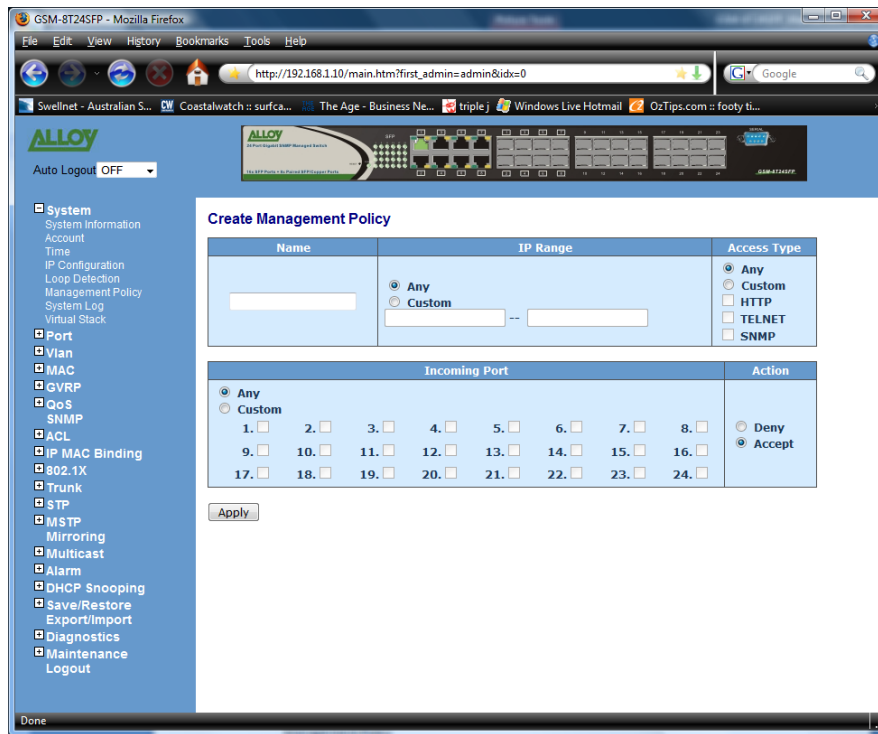 GSM-8T24SFP - Mozilla Firefox
File Edit View History Bookmarks Tools Help
http://192.168.1.10/main.htm?first_admin=admin&idx=0
G Google
Swellnet - Australian S... CW Coastalwatch :: surfca... The Age - Business Ne... triple j Windows Live Hotmail OzTips.com :: footy ti...
ALLOY
Auto Logout OFF
ALLOY
SFP
GSM-8T24SFP
System
System Information
Account
Time
IP Configuration
Loop Detection
Management Policy
System Log
Virtual Stack
Port
Vlan
MAC
GVRP
QoS
SNMP
ACL
IP MAC Binding
802.1X
Trunk
STP
MSTP
Mirroring
Multicast
Alarm
DHCP Snooping
Save/Restore
Export/Import
Diagnostics
Maintenance
Logout
Create Management Policy
Name IP Range Access Type
Any
Custom
--
Any
Custom
HTTP
TELNET
SNMP
Incoming Port Action
Any
Custom
1. 2. 3. 4. 5. 6. 7. 8.
9. 10. 11. 12. 13. 14. 15. 16.
17. 18. 19. 20. 21. 22. 23. 24.
Deny
Accept
Apply
Done